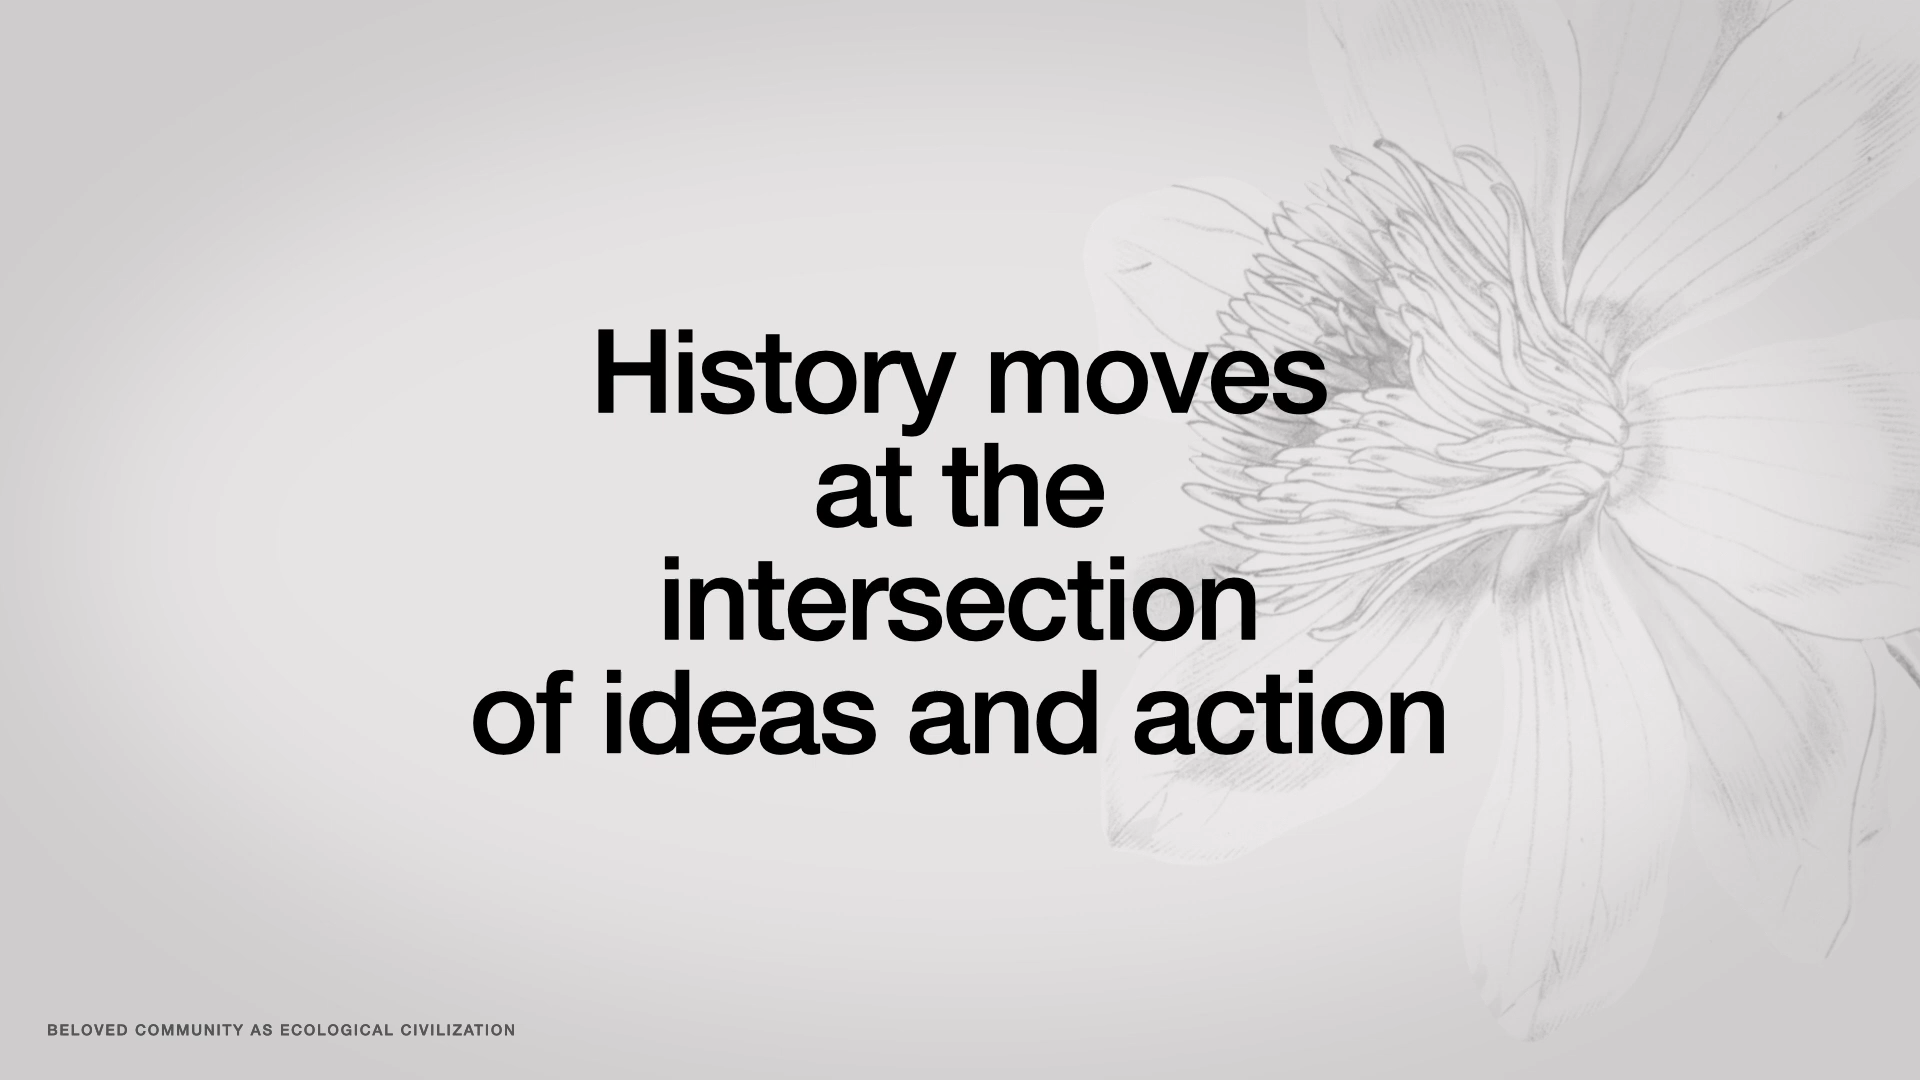 History moves
at the
intersection
of ideas and action
BELOVED COMMUNITY AS ECOLOGICAL CIVILIZATION